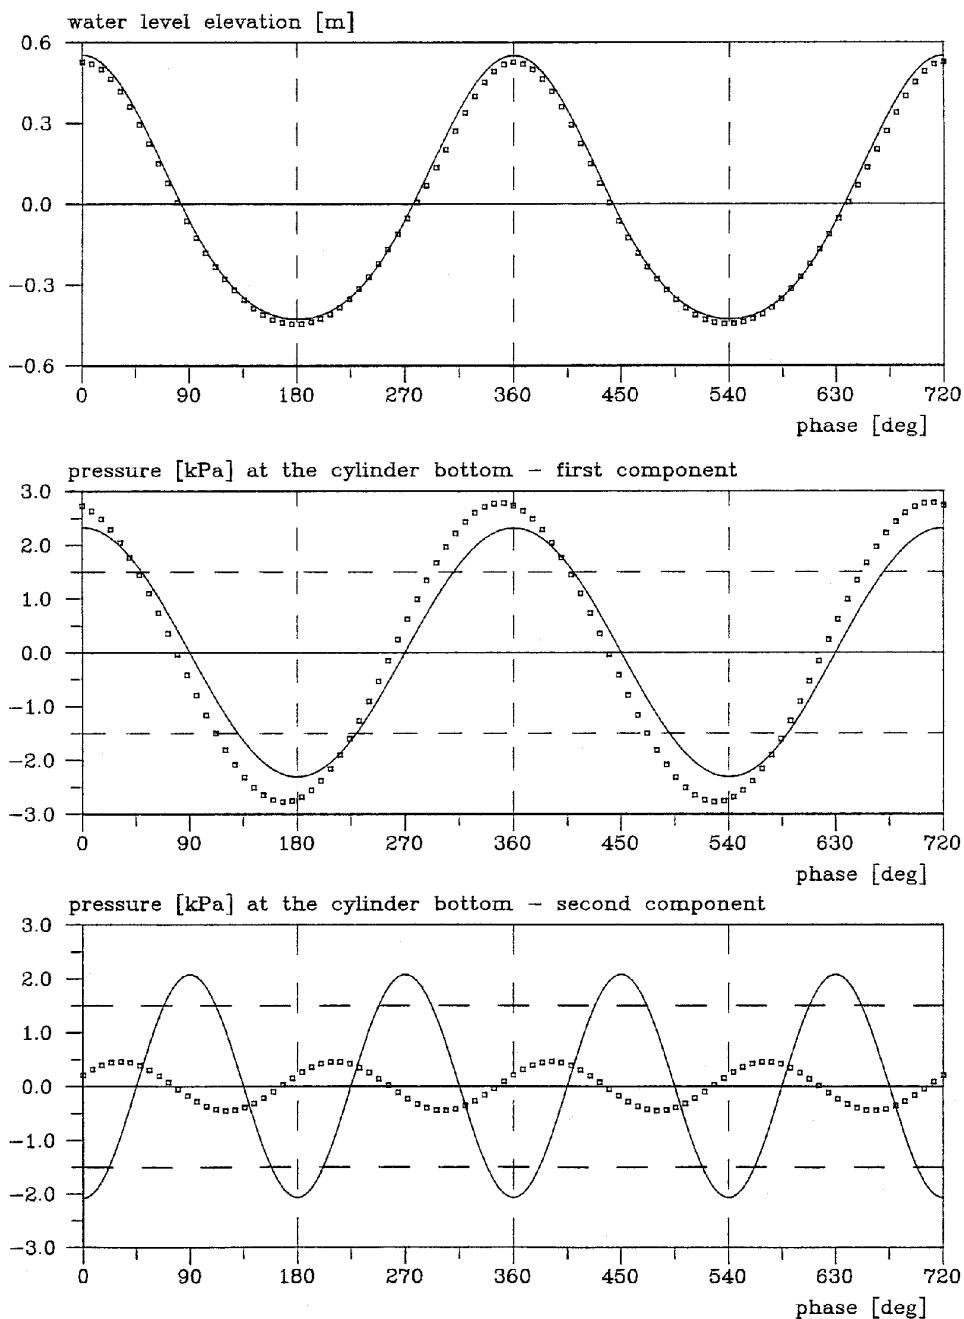 water level elevation [m]
0.6
0.3
0.0
−0.3
−0.6
0 90 180 270 360 450 540 630 720
phase [deg]
pressure [kPa] at the cylinder bottom − first component
3.0
2.0
1.0
0.0
−1.0
−2.0
−3.0
0 90 180 270 360 450 540 630 720
phase [deg]
pressure [kPa] at the cylinder bottom − second component
3.0
2.0
1.0
0.0
−1.0
−2.0
−3.0
0 90 180 270 360 450 540 630 720
phase [deg]